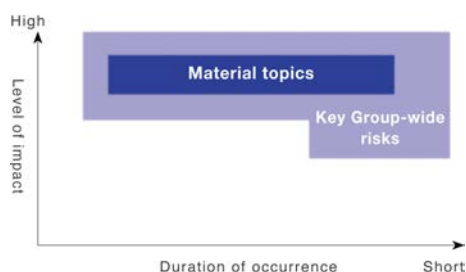 High
Material topics
Key Group-wide
risks
Level of impact
Duration of occurrence
Short